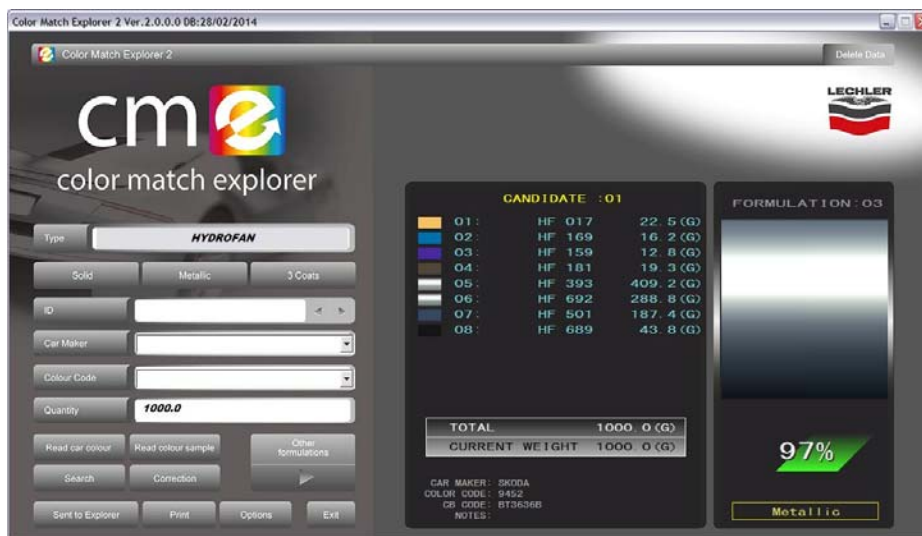 Color Match Explorer 2 Ver.2.0.0.0 DB:28/02/2014
Color Match Explorer 2
Delete Data
LECHLER
cme
color match explorer
Type HYDROFAN
Solid Metallic 3 Coats
ID
Car Maker
Colour Code
Quantity 1000.0
Read car colour Read colour sample Other formulations
Search Correction
Sent to Explorer Print Options Exit
CANDIDATE :01
01: HF 017 22.5(G)
02: HF 169 16.2(G)
03: HF 159 12.8(G)
04: HF 181 19.3(G)
05: HF 393 409.2(G)
06: HF 692 288.8(G)
07: HF 501 187.4(G)
08: HF 689 43.8(G)
TOTAL 1000.0(G)
CURRENT WEIGHT 1000.0(G)
CAR MAKER: SKODA
COLOR CODE: 9452
CB CODE: BT3636B
NOTES:
FORMULATION:03
97%
Metallic